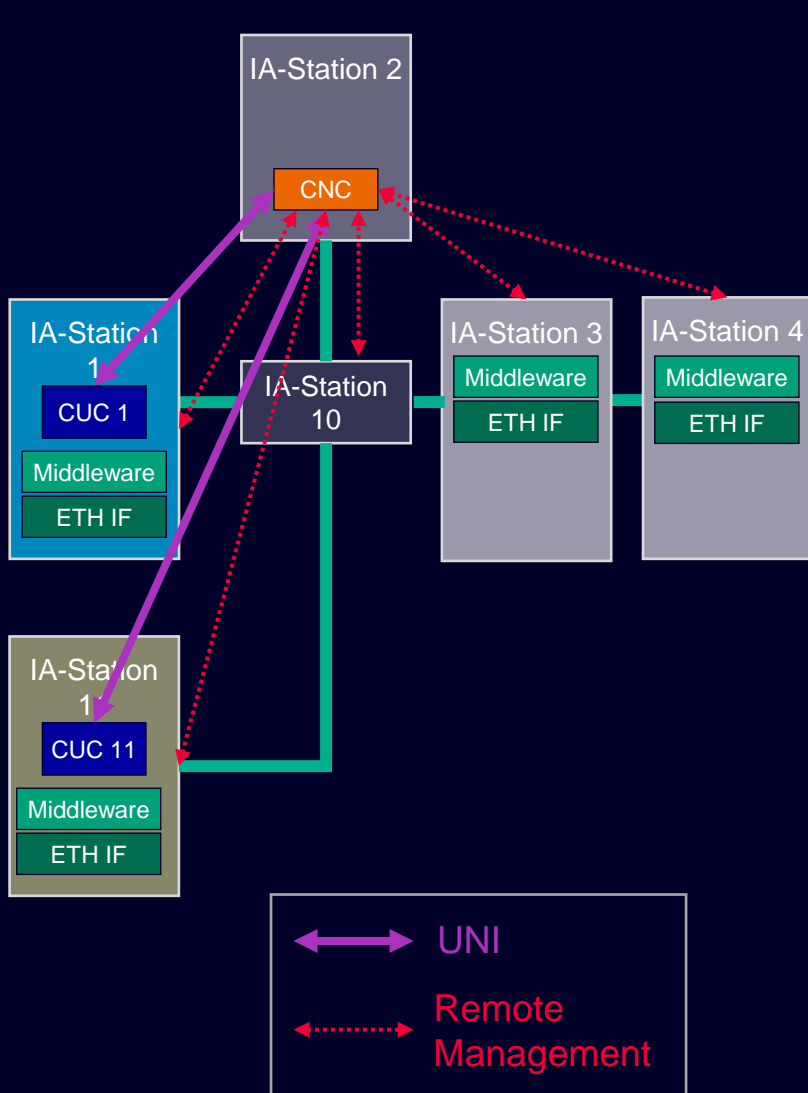 IA-Station 2
CNC
IA-Station
1
CUC 1
Middleware
ETH IF
IA-Station
10
IA-Station 3
Middleware
ETH IF
IA-Station 4
Middleware
ETH IF
IA-Station
11
CUC 11
Middleware
ETH IF
UNI
Remote
Management